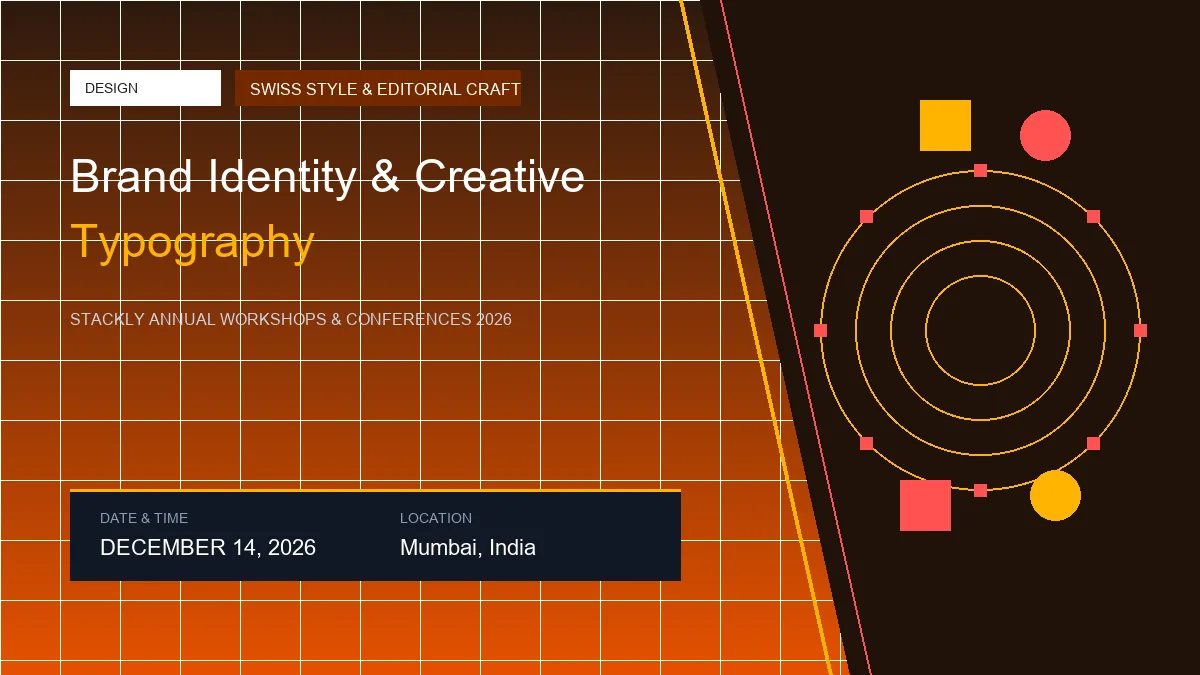 DESIGN
SWISS STYLE & EDITORIAL CRAFT
Brand Identity & Creative
Typography
STACKLY ANNUAL WORKSHOPS & CONFERENCES 2026
DATE & TIME
DECEMBER 14, 2026
LOCATION
Mumbai, India